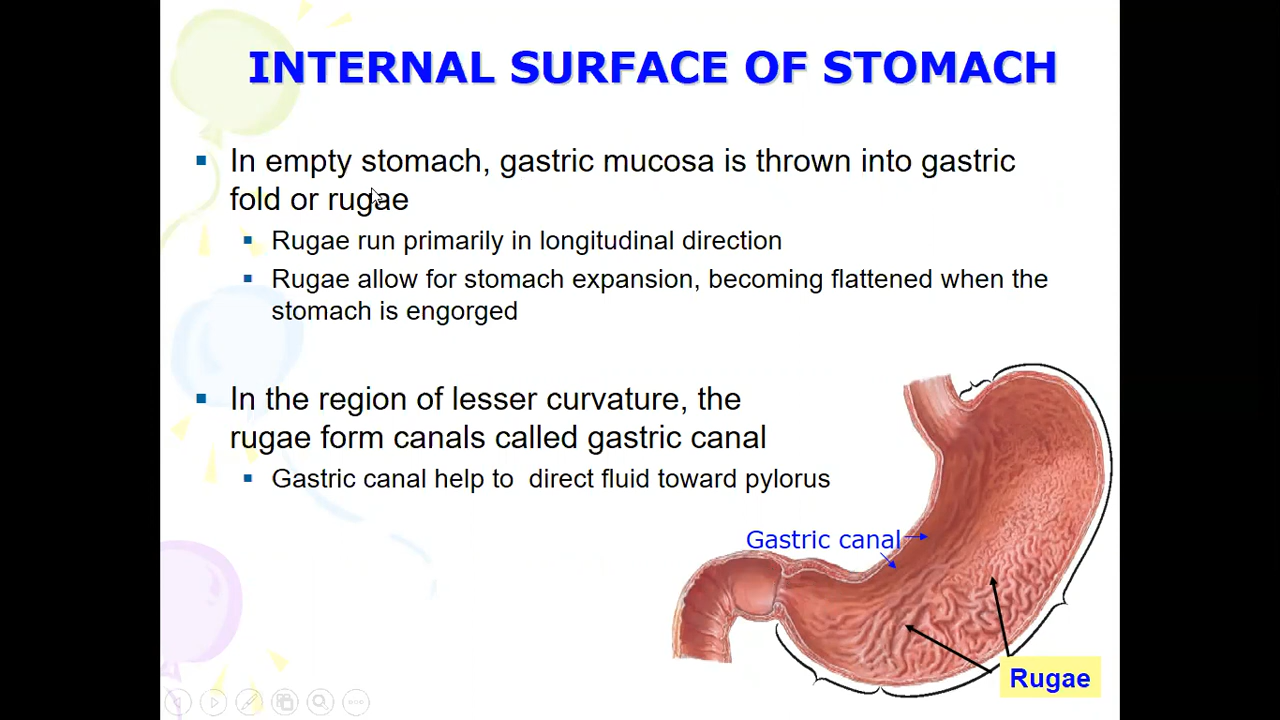 INTERNAL SURFACE OF STOMACH
In empty stomach, gastric mucosa is thrown into gastric
fold or rugae
Rugae run primarily in longitudinal direction
Rugae allow for stomach expansion, becoming flattened when the
stomach is engorged
In the region of lesser curvature, the
rugae form canals called gastric canal
Gastric canal help to direct fluid toward pylorus
Gastric canal
Rugae